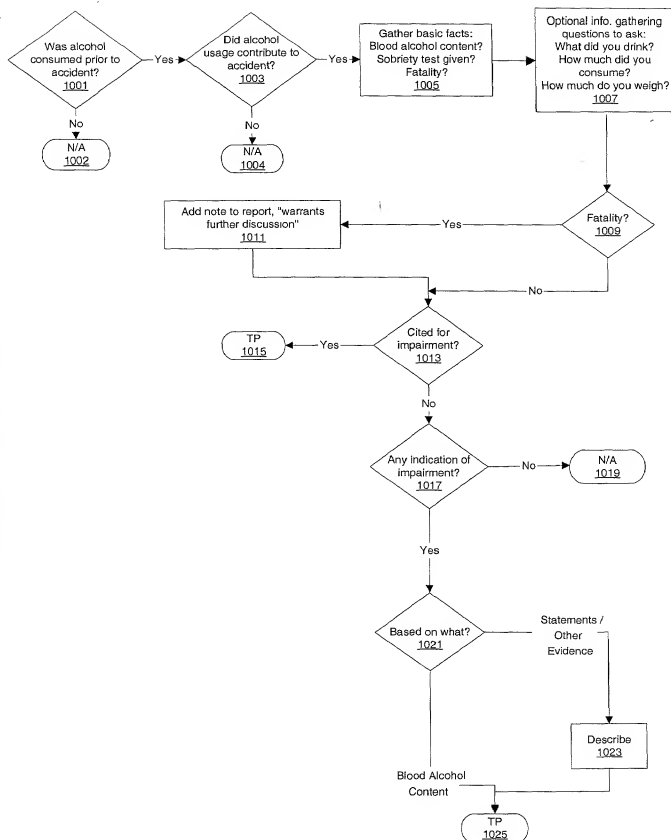 Was alcohol
consumed prior to
accident?
1001
Yes
Did alcohol
usage contribute to
accident?
1003
Yes
Gather basic facts:
Blood alcohol content?
Sobriety test given?
Fatality?
1005
Optional info. gathering
questions to ask:
What did you drink?
How much did you
consume?
How much do you weigh?
1007
No
N/A
1002
No
N/A
1004
Fatality?
1009
Yes
Add note to report, "warrants
further discussion"
1011
No
Cited for
impairment?
1013
Yes
TP
1015
No
Any indication of
impairment?
1017
No
N/A
1019
Yes
Based on what?
1021
Statements /
Other
Evidence
Describe
1023
Blood Alcohol
Content
TP
1025